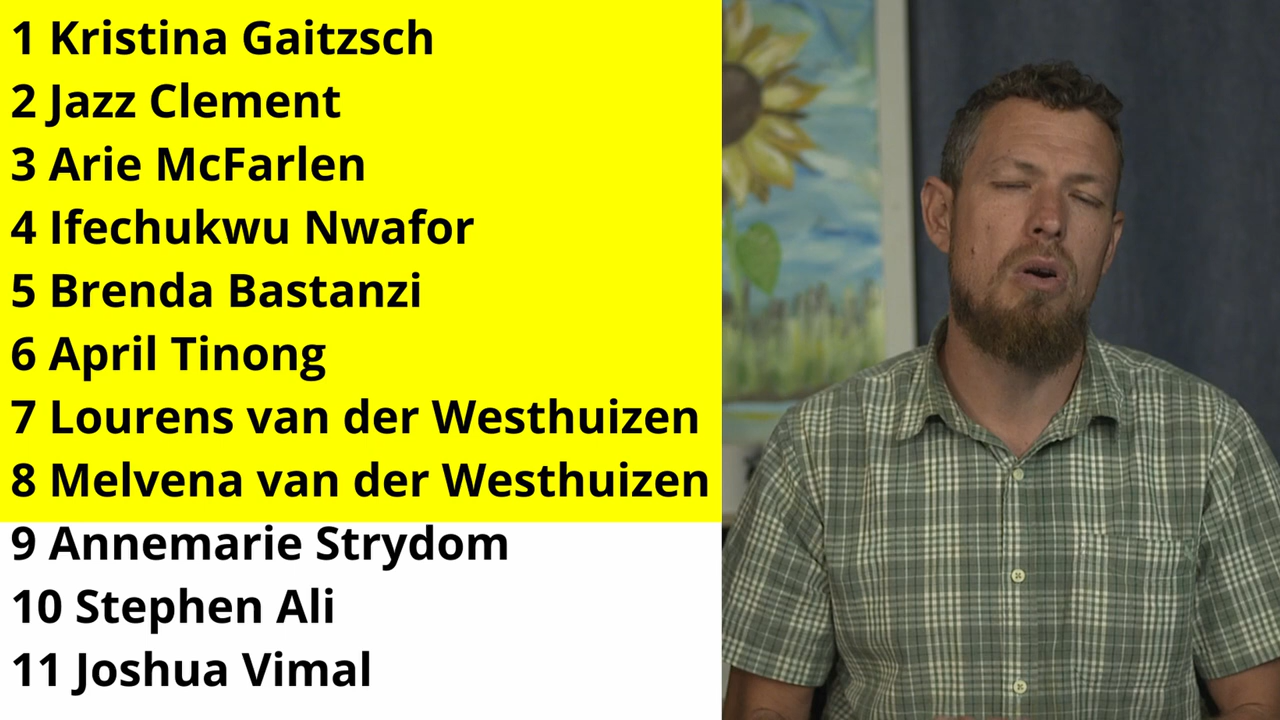 1 Kristina Gaitzsch
2 Jazz Clement
3 Arie McFarlen
4 Ifechukwu Nwafor
5 Brenda Bastanzi
6 April Tinong
7 Lourens van der Westhuizen
8 Melvena van der Westhuizen
9 Annemarie Strydom
10 Stephen Ali
11 Joshua Vimal